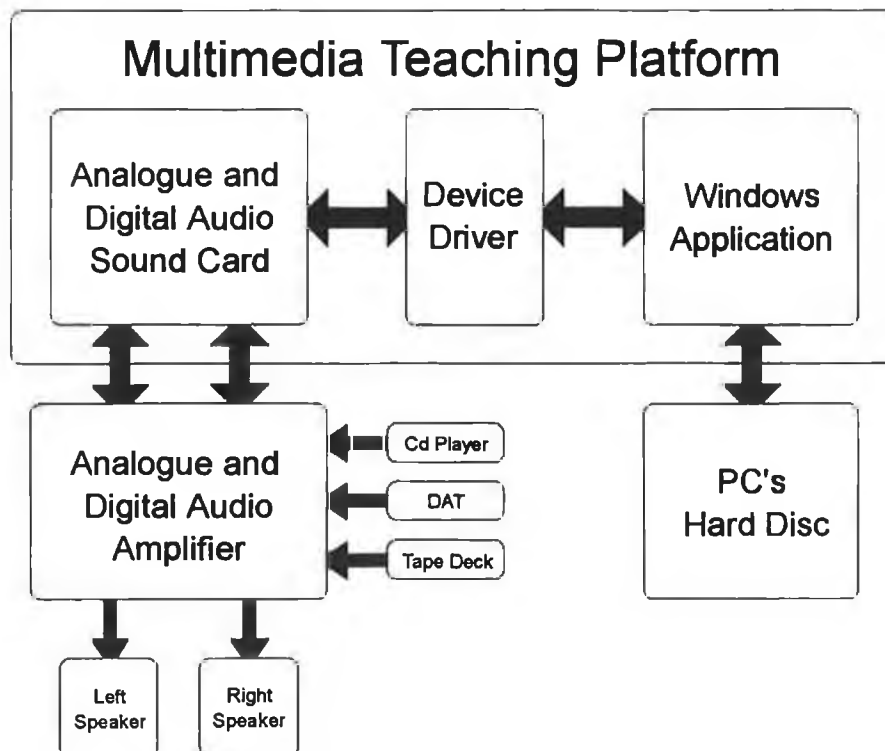 Multimedia Teaching Platform
Analogue and
Digital Audio
Sound Card
Device
Driver
Windows
Application
Analogue and
Digital Audio
Amplifier
Cd Player
DAT
Tape Deck
PC's
Hard Disc
Left
Speaker
Right
Speaker